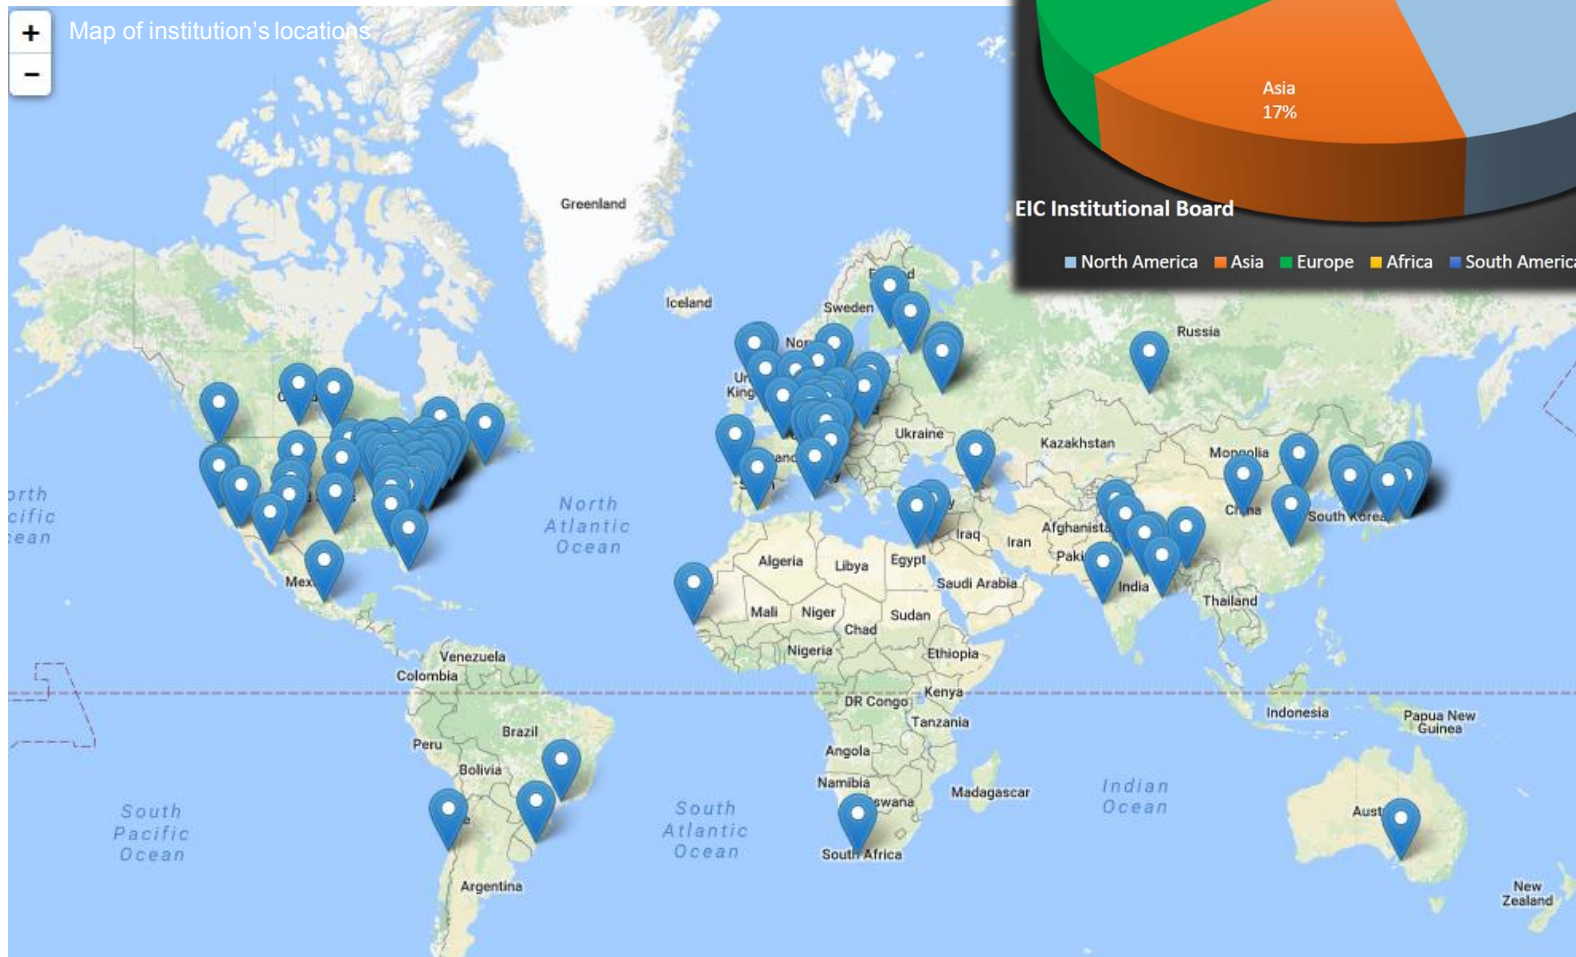 +
Map of institution's locations
−
Asia
17%
EIC Institutional Board
North America
Asia
Europe
Africa
South America
Greenland
Iceland
Sweden
Russia
Ukraine
Kazakhstan
Mongolia
China
South Korea
North
Atlantic
Ocean
Iraq
Iran
Afghanista
Algeria
Libya
Egypt
Saudi Arabia
India
Mali
Niger
Sudan
Chad
Thailand
Nigeria
Ethiopia
Venezuela
Colombia
Kenya
DR Congo
Tanzania
Indonesia
Papua New
Guinea
Brazil
Peru
Bolivia
Angola
Namibia
Madagascar
Indian
Ocean
South
Pacific
Ocean
South
Atlantic
Ocean
South Africa
Argentina
New
Zealand